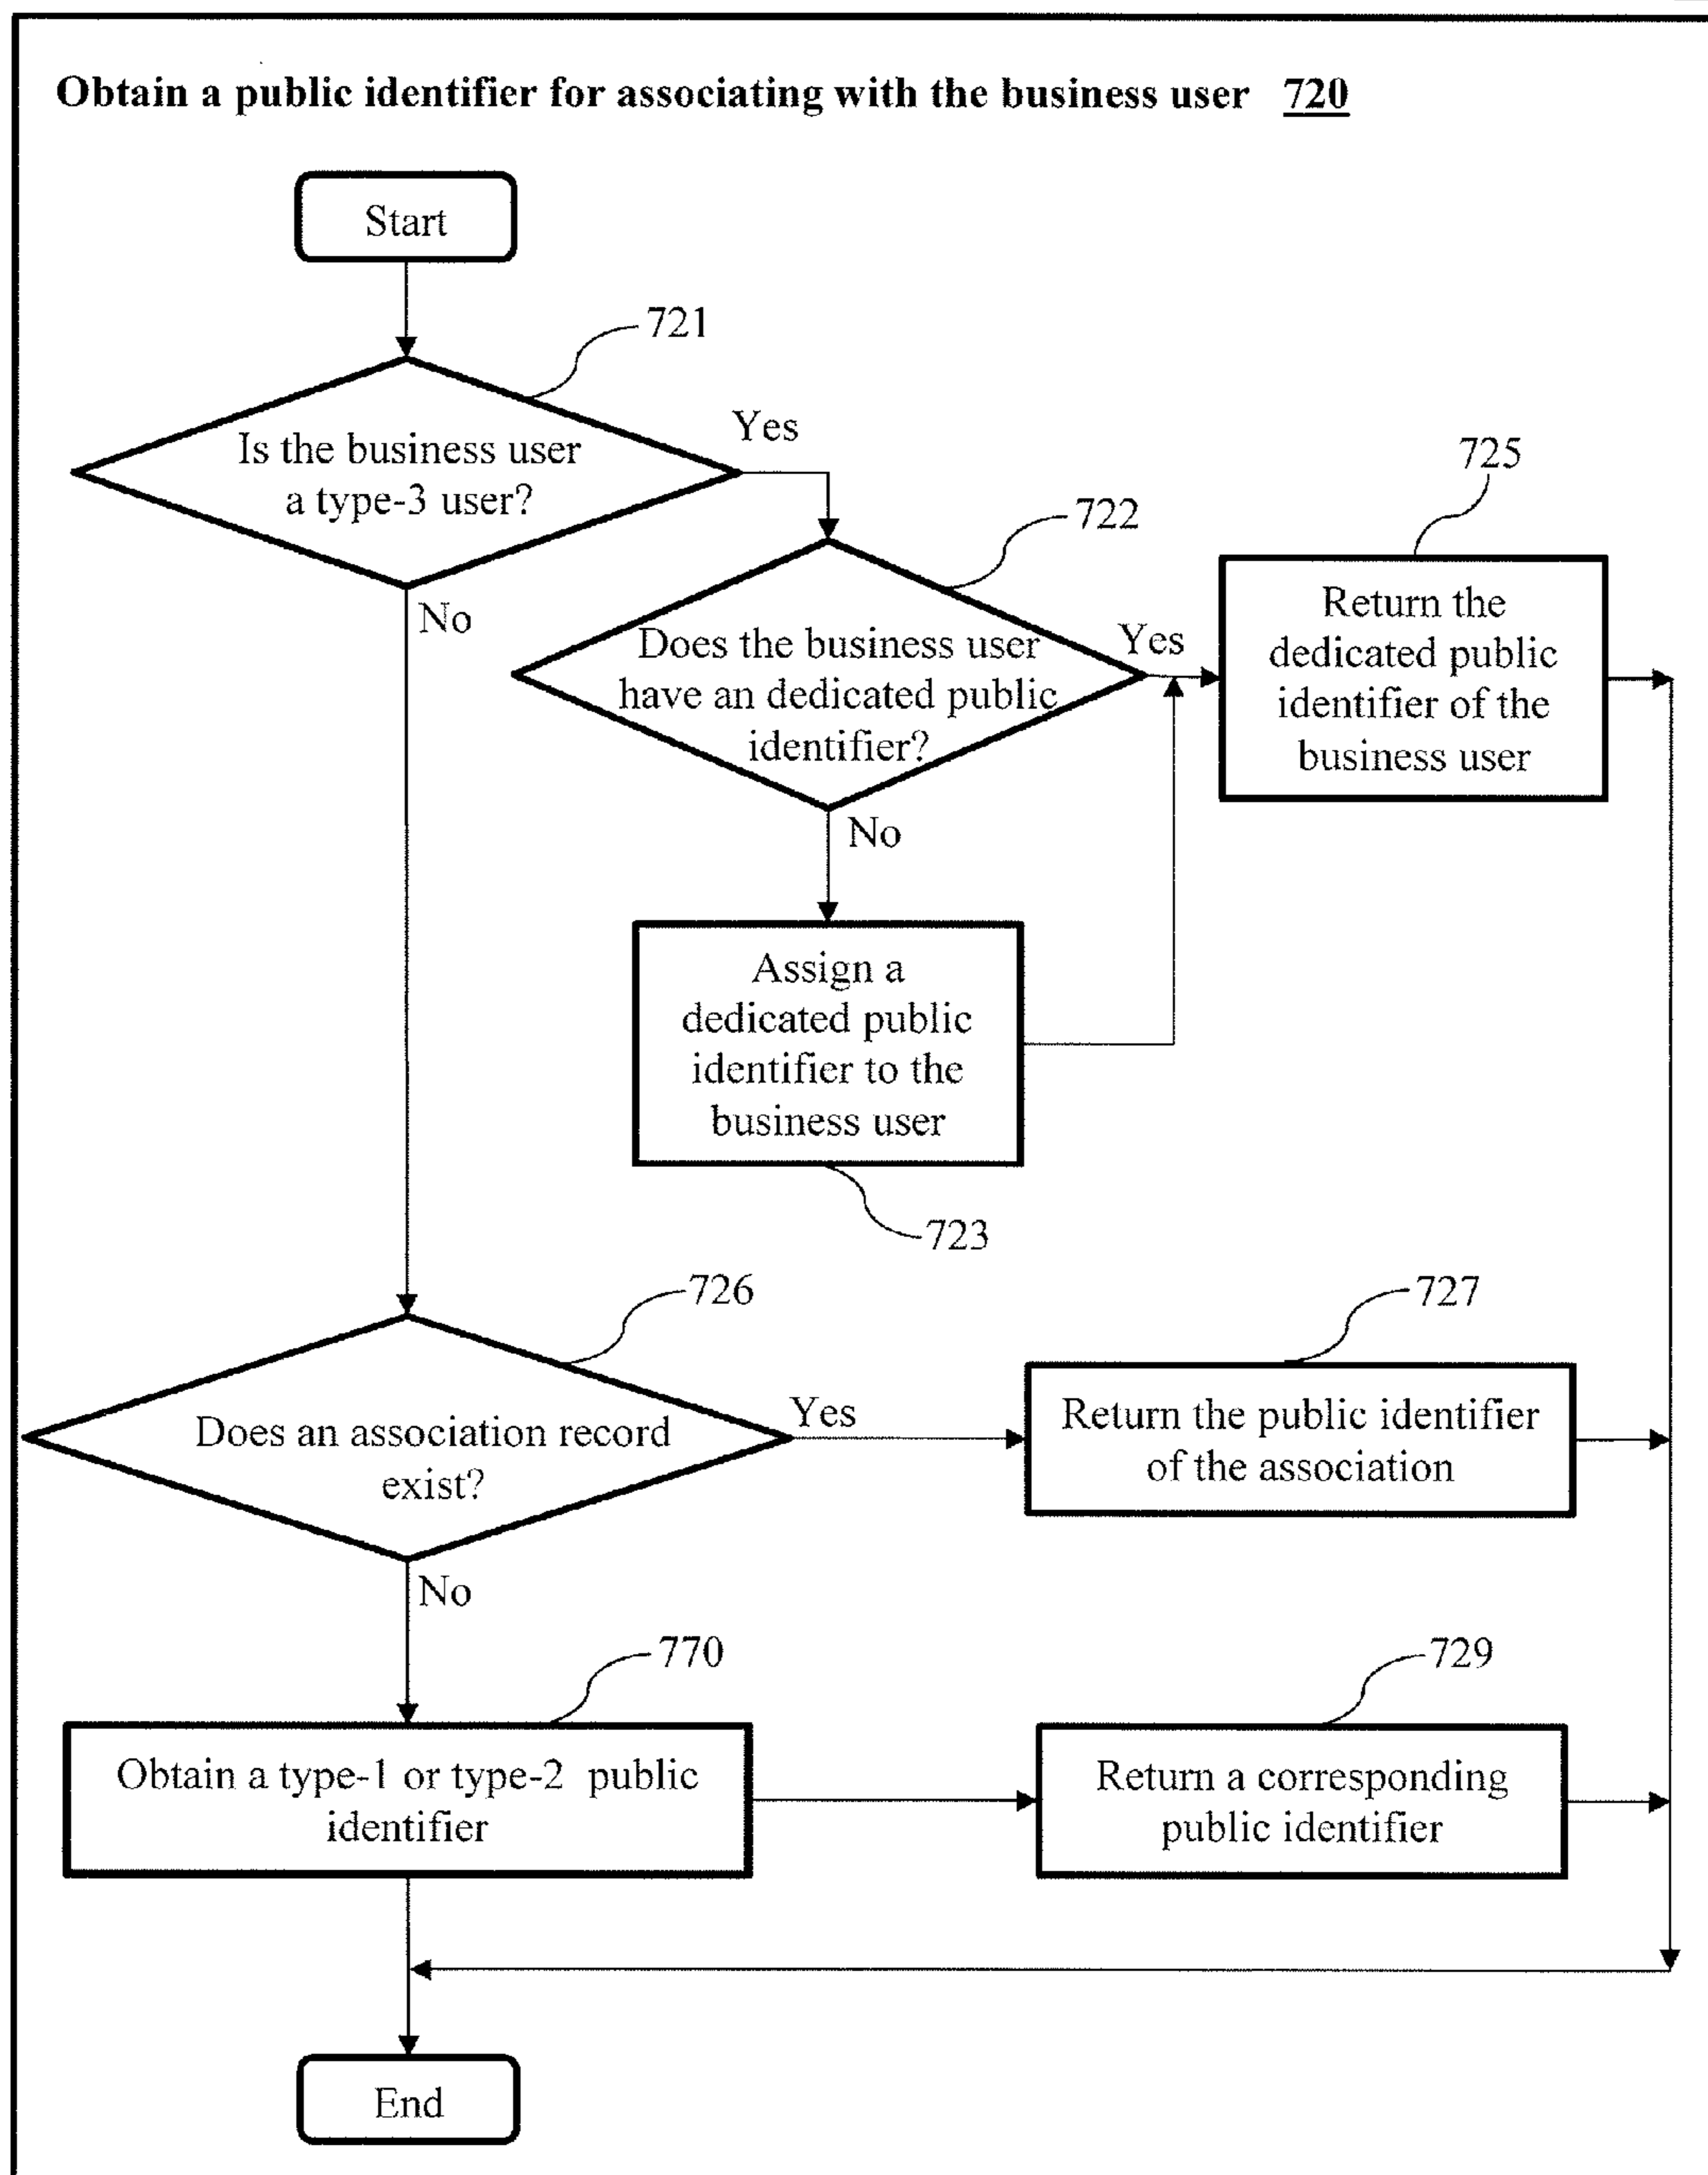 Obtain a public identifier for associating with the business user 720
Start
721
Is the business user
a type-3 user?
Yes
No
722
Does the business user
have an dedicated public
identifier?
Yes
No
725
Return the
dedicated public
identifier of the
business user
Assign a
dedicated public
identifier to the
business user
723
726
Does an association record
exist?
Yes
No
727
Return the public identifier
of the association
770
Obtain a type-1 or type-2 public
identifier
729
Return a corresponding
public identifier
End